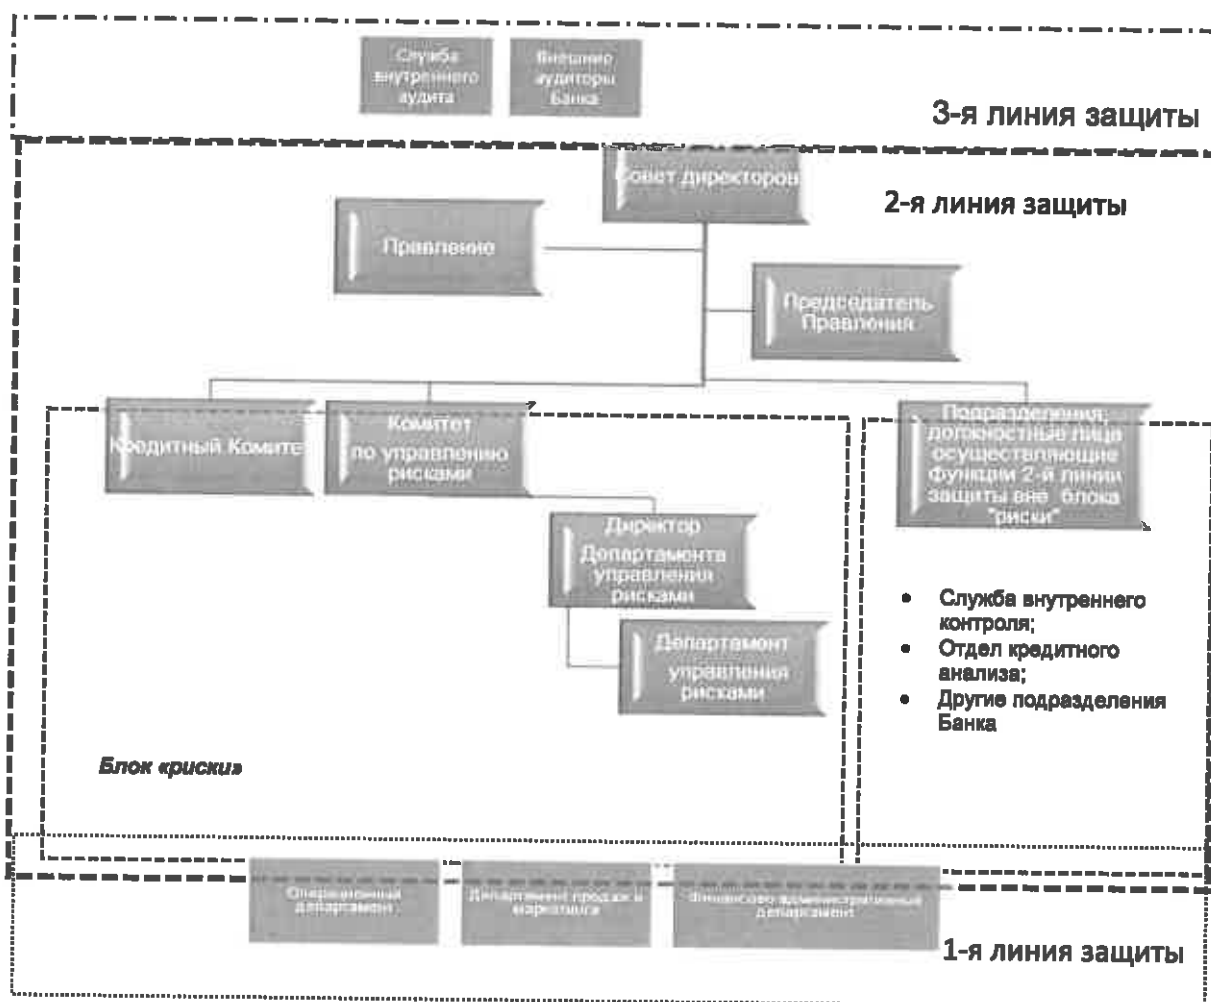 Служба
внутреннего
аудита
Внешние
аудиторы
Банка
3-я линия защиты
Совет директоров
2-я линия защиты
Правление
Председатель
Правления
Кредитный Комитет
Комитет
по управлению
рисками
Подразделения,
должностные лица
осуществляющие
Функции 2-й линии
защиты вне блока
"риски"
Директор
Департамента
управления
рисками
Департамент
управления
рисками
• Служба внутреннего
контроля;
• Отдел кредитного
анализа;
• Другие подразделения
Банка
Блок «риски»
Операционный
департамент
Департамент продаж и
маркетинга
Финансово административный
департамент
1-я линия защиты